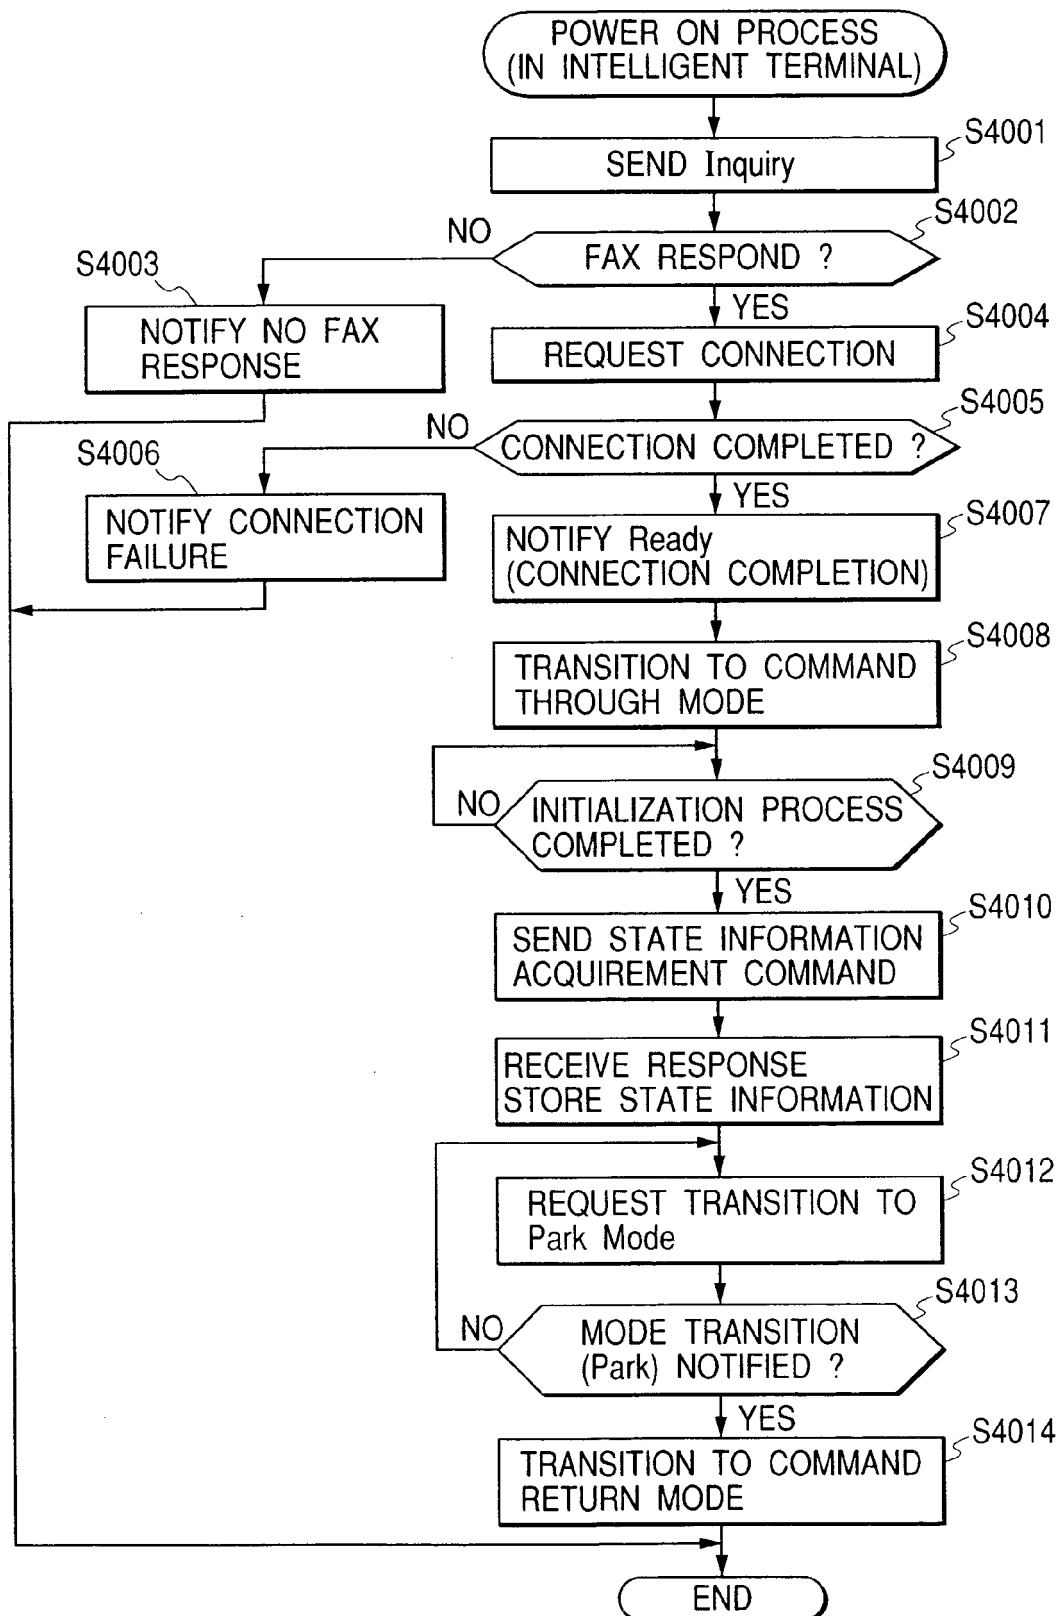 POWER ON PROCESS
(IN INTELLIGENT TERMINAL)
S4001
SEND Inquiry
S4002
NO
FAX RESPOND ?
S4003
YES
NOTIFY NO FAX
RESPONSE
S4004
REQUEST CONNECTION
S4005
NO
CONNECTION COMPLETED ?
S4006
YES
NOTIFY CONNECTION
FAILURE
S4007
NOTIFY Ready
(CONNECTION COMPLETION)
S4008
TRANSITION TO COMMAND
THROUGH MODE
S4009
NO
INITIALIZATION PROCESS
COMPLETED ?
YES
S4010
SEND STATE INFORMATION
ACQUIREMENT COMMAND
S4011
RECEIVE RESPONSE
STORE STATE INFORMATION
S4012
REQUEST TRANSITION TO
Park Mode
S4013
NO
MODE TRANSITION
(Park) NOTIFIED ?
YES
S4014
TRANSITION TO COMMAND
RETURN MODE
END